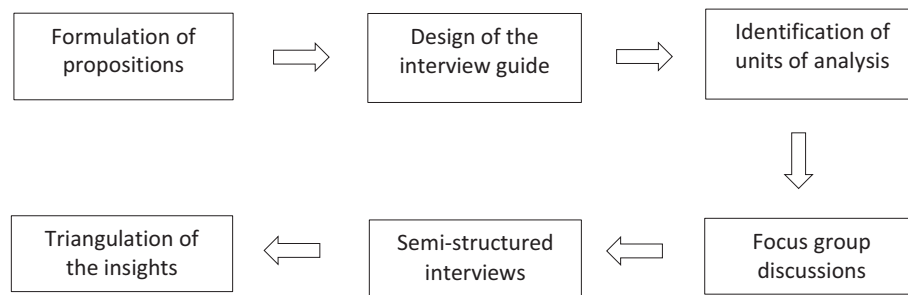 Formulation of
propositions
Design of the
interview guide
Identification of
units of analysis
Focus group
discussions
Semi-structured
interviews
Triangulation of
the insights